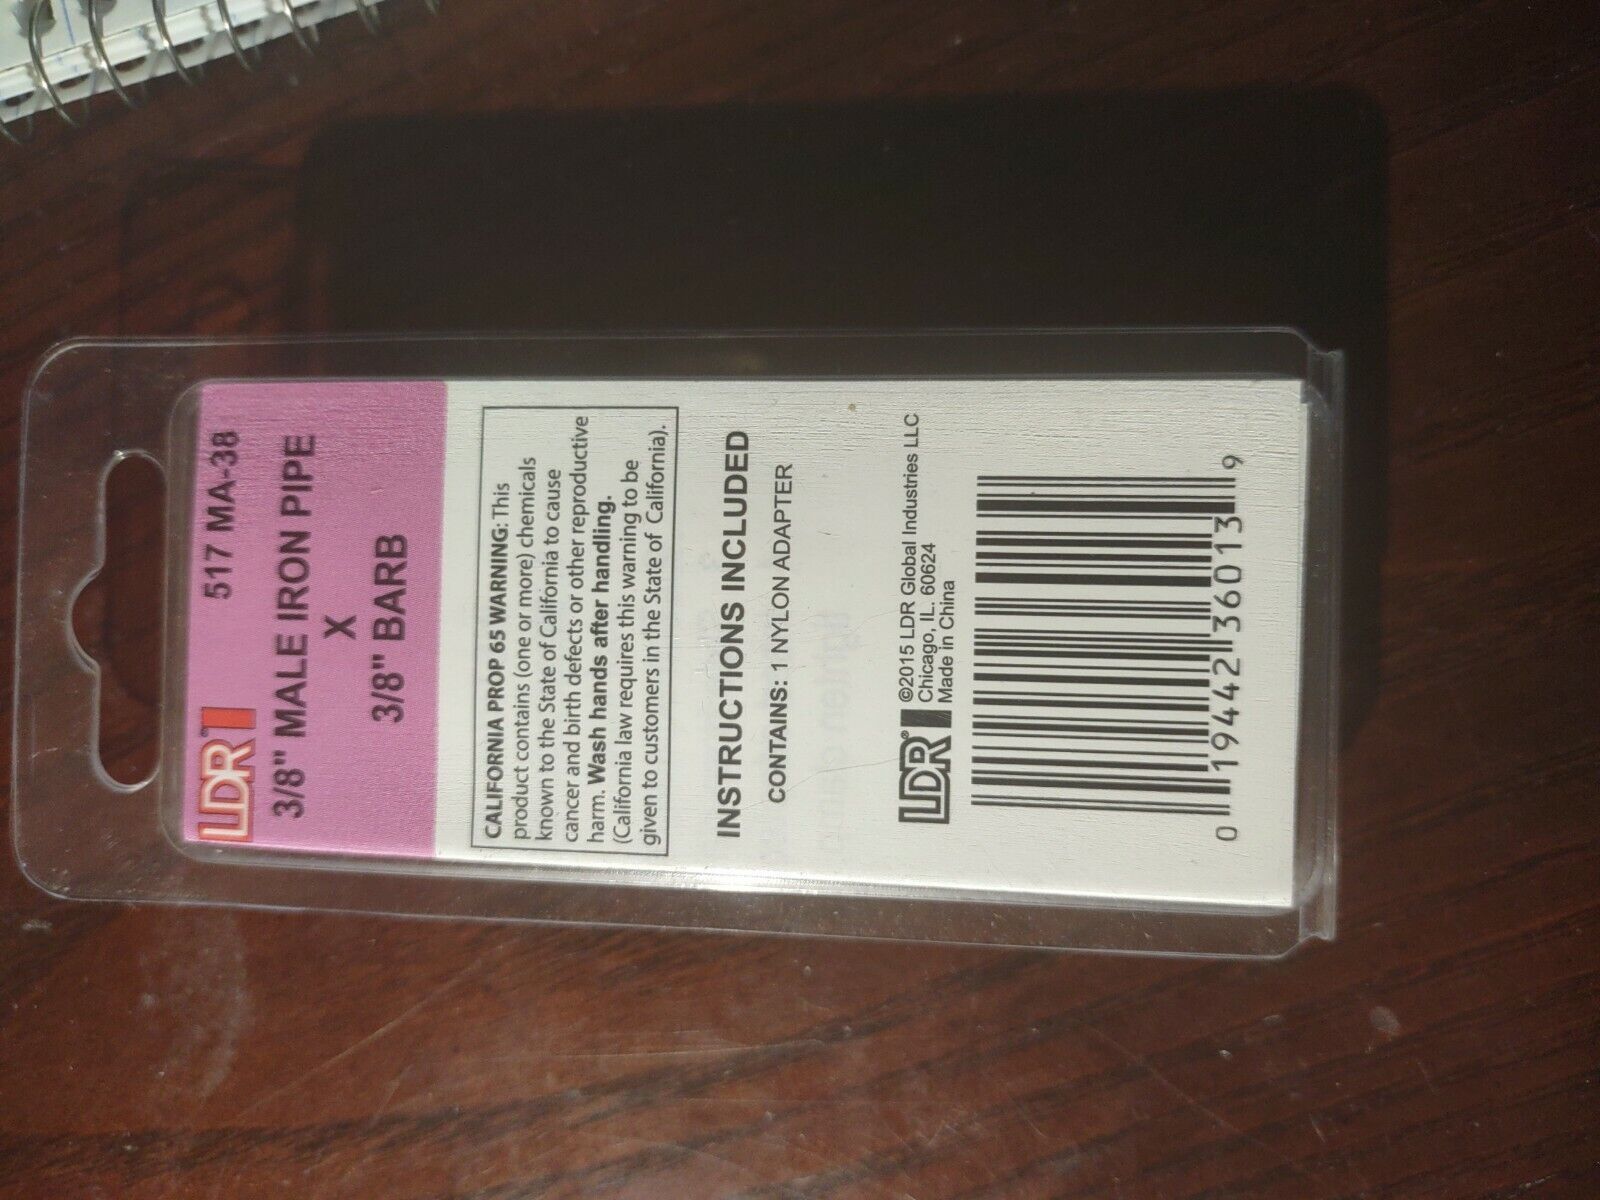 LDR®
517 MA-38
3/8" MALE IRON PIPE
X
3/8" BARB
CALIFORNIA PROP 65 WARNING: This
product contains (one or more) chemicals
known to the State of California to cause
cancer and birth defects or other reproductive
harm. Wash hands after handling.
(California law requires this warning to be
given to customers in the State of California).
INSTRUCTIONS INCLUDED
CONTAINS: 1 NYLON ADAPTER
LDR®
©2015 LDR Global Industries LLC
Chicago, IL. 60624
Made in China
0 19442 36013 9